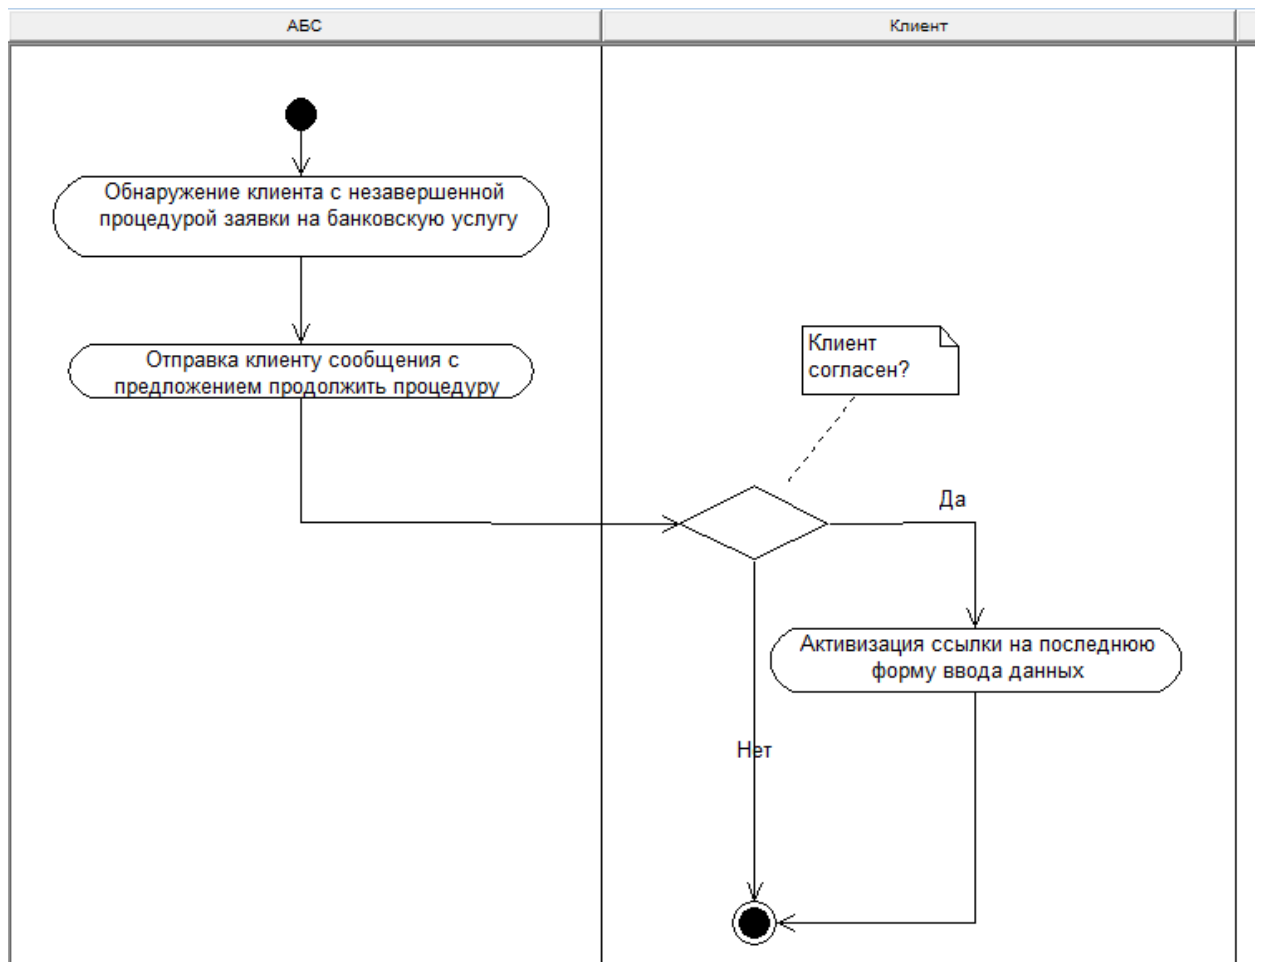 АБС
Клиент
Обнаружение клиента с незавершенной
процедурой заявки на банковскую услугу
Отправка клиенту сообщения с
предложением продолжить процедуру
Клиент
согласен?
Да
Активизация ссылки на последнюю
форму ввода данных
Нет